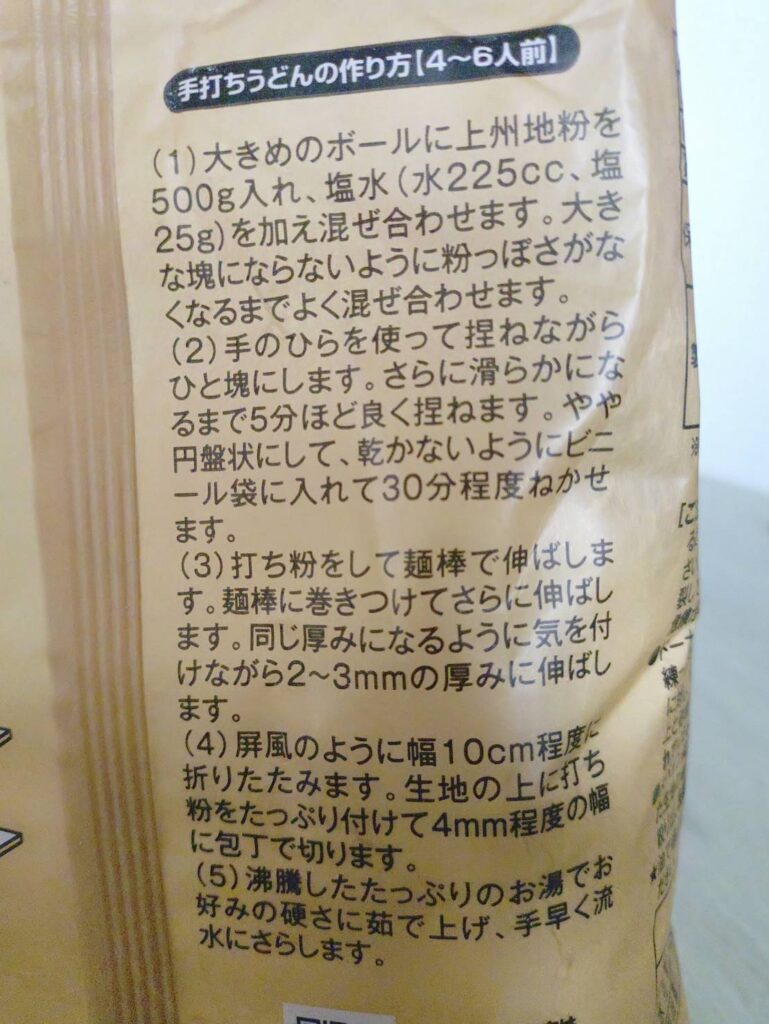 手打ちうどんの作り方【4〜6人前】
(1)大きめのボールに上州地粉を
500g入れ、塩水(水225cc、塩
25g)を加え混ぜ合わせます。大き
な塊にならないように粉っぽさがな
くなるまでよく混ぜ合わせます。
(2)手のひらを使って捏ねながら
ひと塊にします。さらに滑らかにな
るまで5分ほど良く捏ねます。やや
円盤状にして、乾かないようにビニ
ール袋に入れて30分程度ねかせ
ます。
(3)打ち粉をして麺棒で伸ばしま
す。麺棒に巻きつけてさらに伸ばし
ます。同じ厚みになるように気を付
けながら2〜3mmの厚みに伸ばし
ます。
(4)屏風のように幅10cm程度に
折りたたみます。生地の上に打ち
粉をたっぷり付けて4mm程度の幅
に包丁で切ります。
(5)沸騰したたっぷりのお湯でお
好みの硬さに茹で上げ、手早く流
水にさらします。